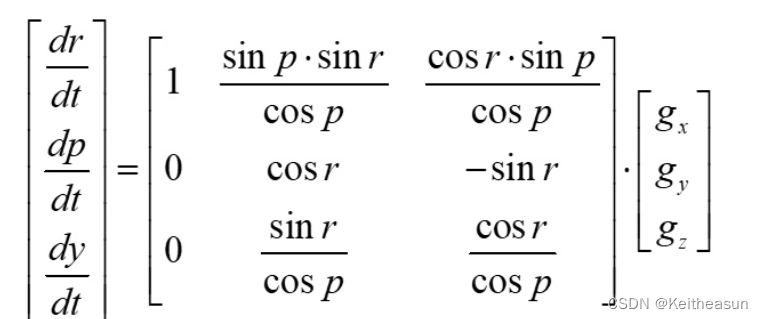 dr/dt 1 sin p·sin r/cos p cos r·sin p/cos p g_x
dp/dt = 0 cos r −sin r · g_y
dy/dt 0 sin r/cos p cos r/cos p g_z
CSDN @Keitheasun